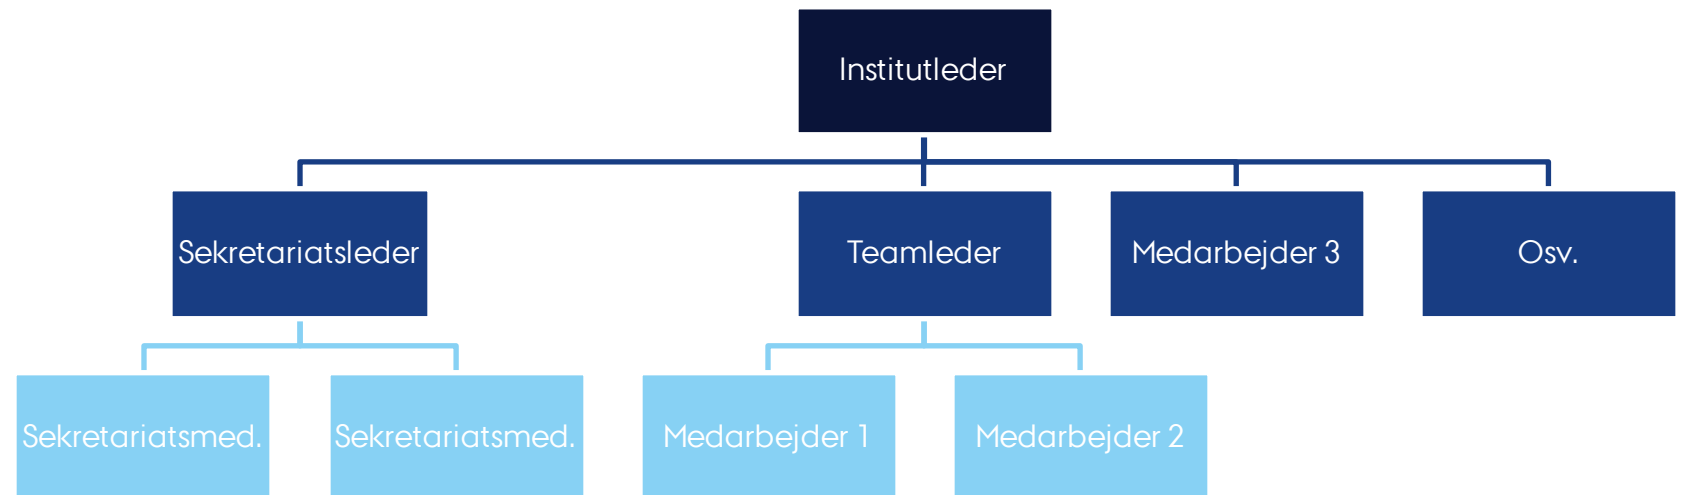 Institutleder
Sekretariatsleder
Teamleder
Medarbejder 3
Osv.
Sekretariatsmed.
Sekretariatsmed.
Medarbejder 1
Medarbejder 2